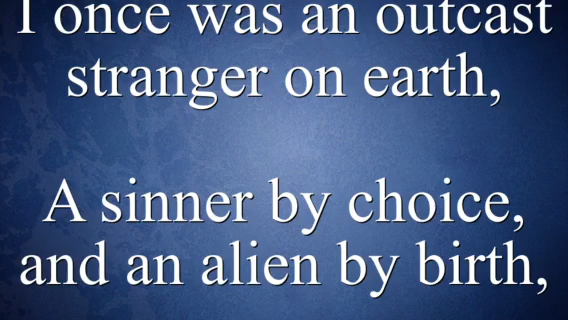 I once was an outcast
stranger on earth,
A sinner by choice,
and an alien by birth,